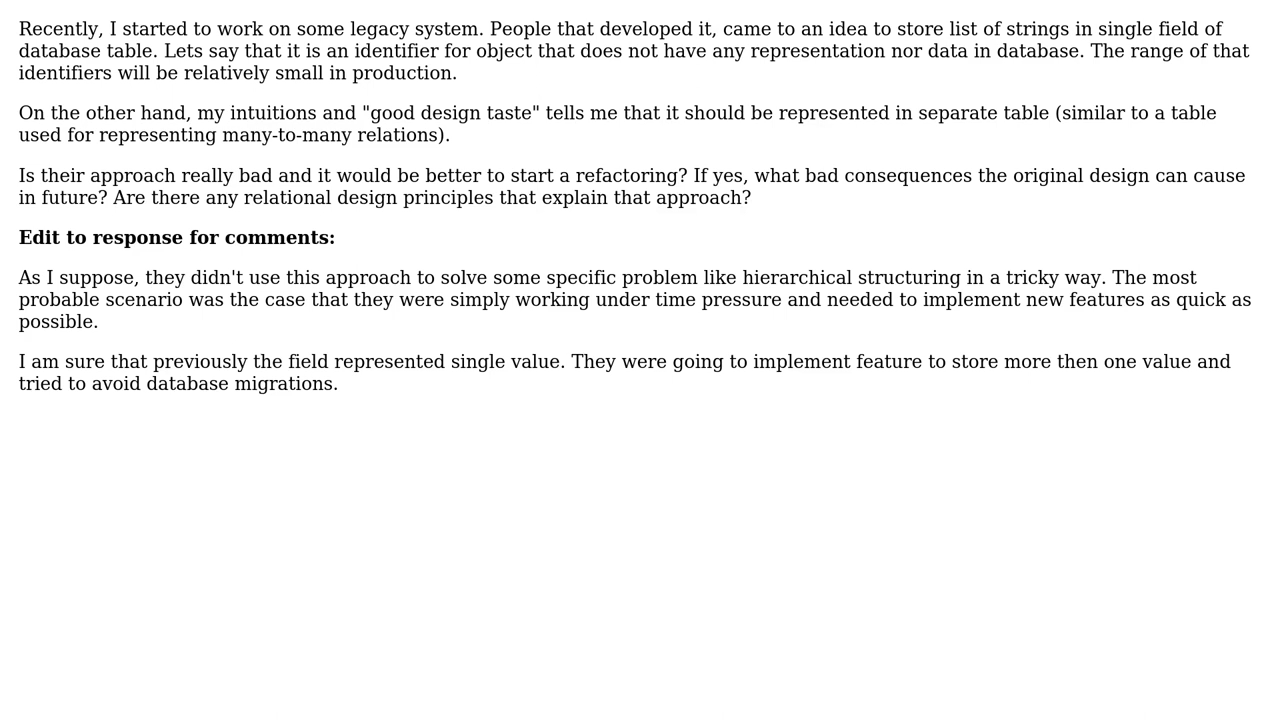 Recently, I started to work on some legacy system. People that developed it, came to an idea to store list of strings in single field of
database table. Lets say that it is an identifier for object that does not have any representation nor data in database. The range of that
identifiers will be relatively small in production.
On the other hand, my intuitions and "good design taste" tells me that it should be represented in separate table (similar to a table
used for representing many-to-many relations).
Is their approach really bad and it would be better to start a refactoring? If yes, what bad consequences the original design can cause
in future? Are there any relational design principles that explain that approach?
Edit to response for comments:
As I suppose, they didn't use this approach to solve some specific problem like hierarchical structuring in a tricky way. The most
probable scenario was the case that they were simply working under time pressure and needed to implement new features as quick as
possible.
I am sure that previously the field represented single value. They were going to implement feature to store more then one value and
tried to avoid database migrations.